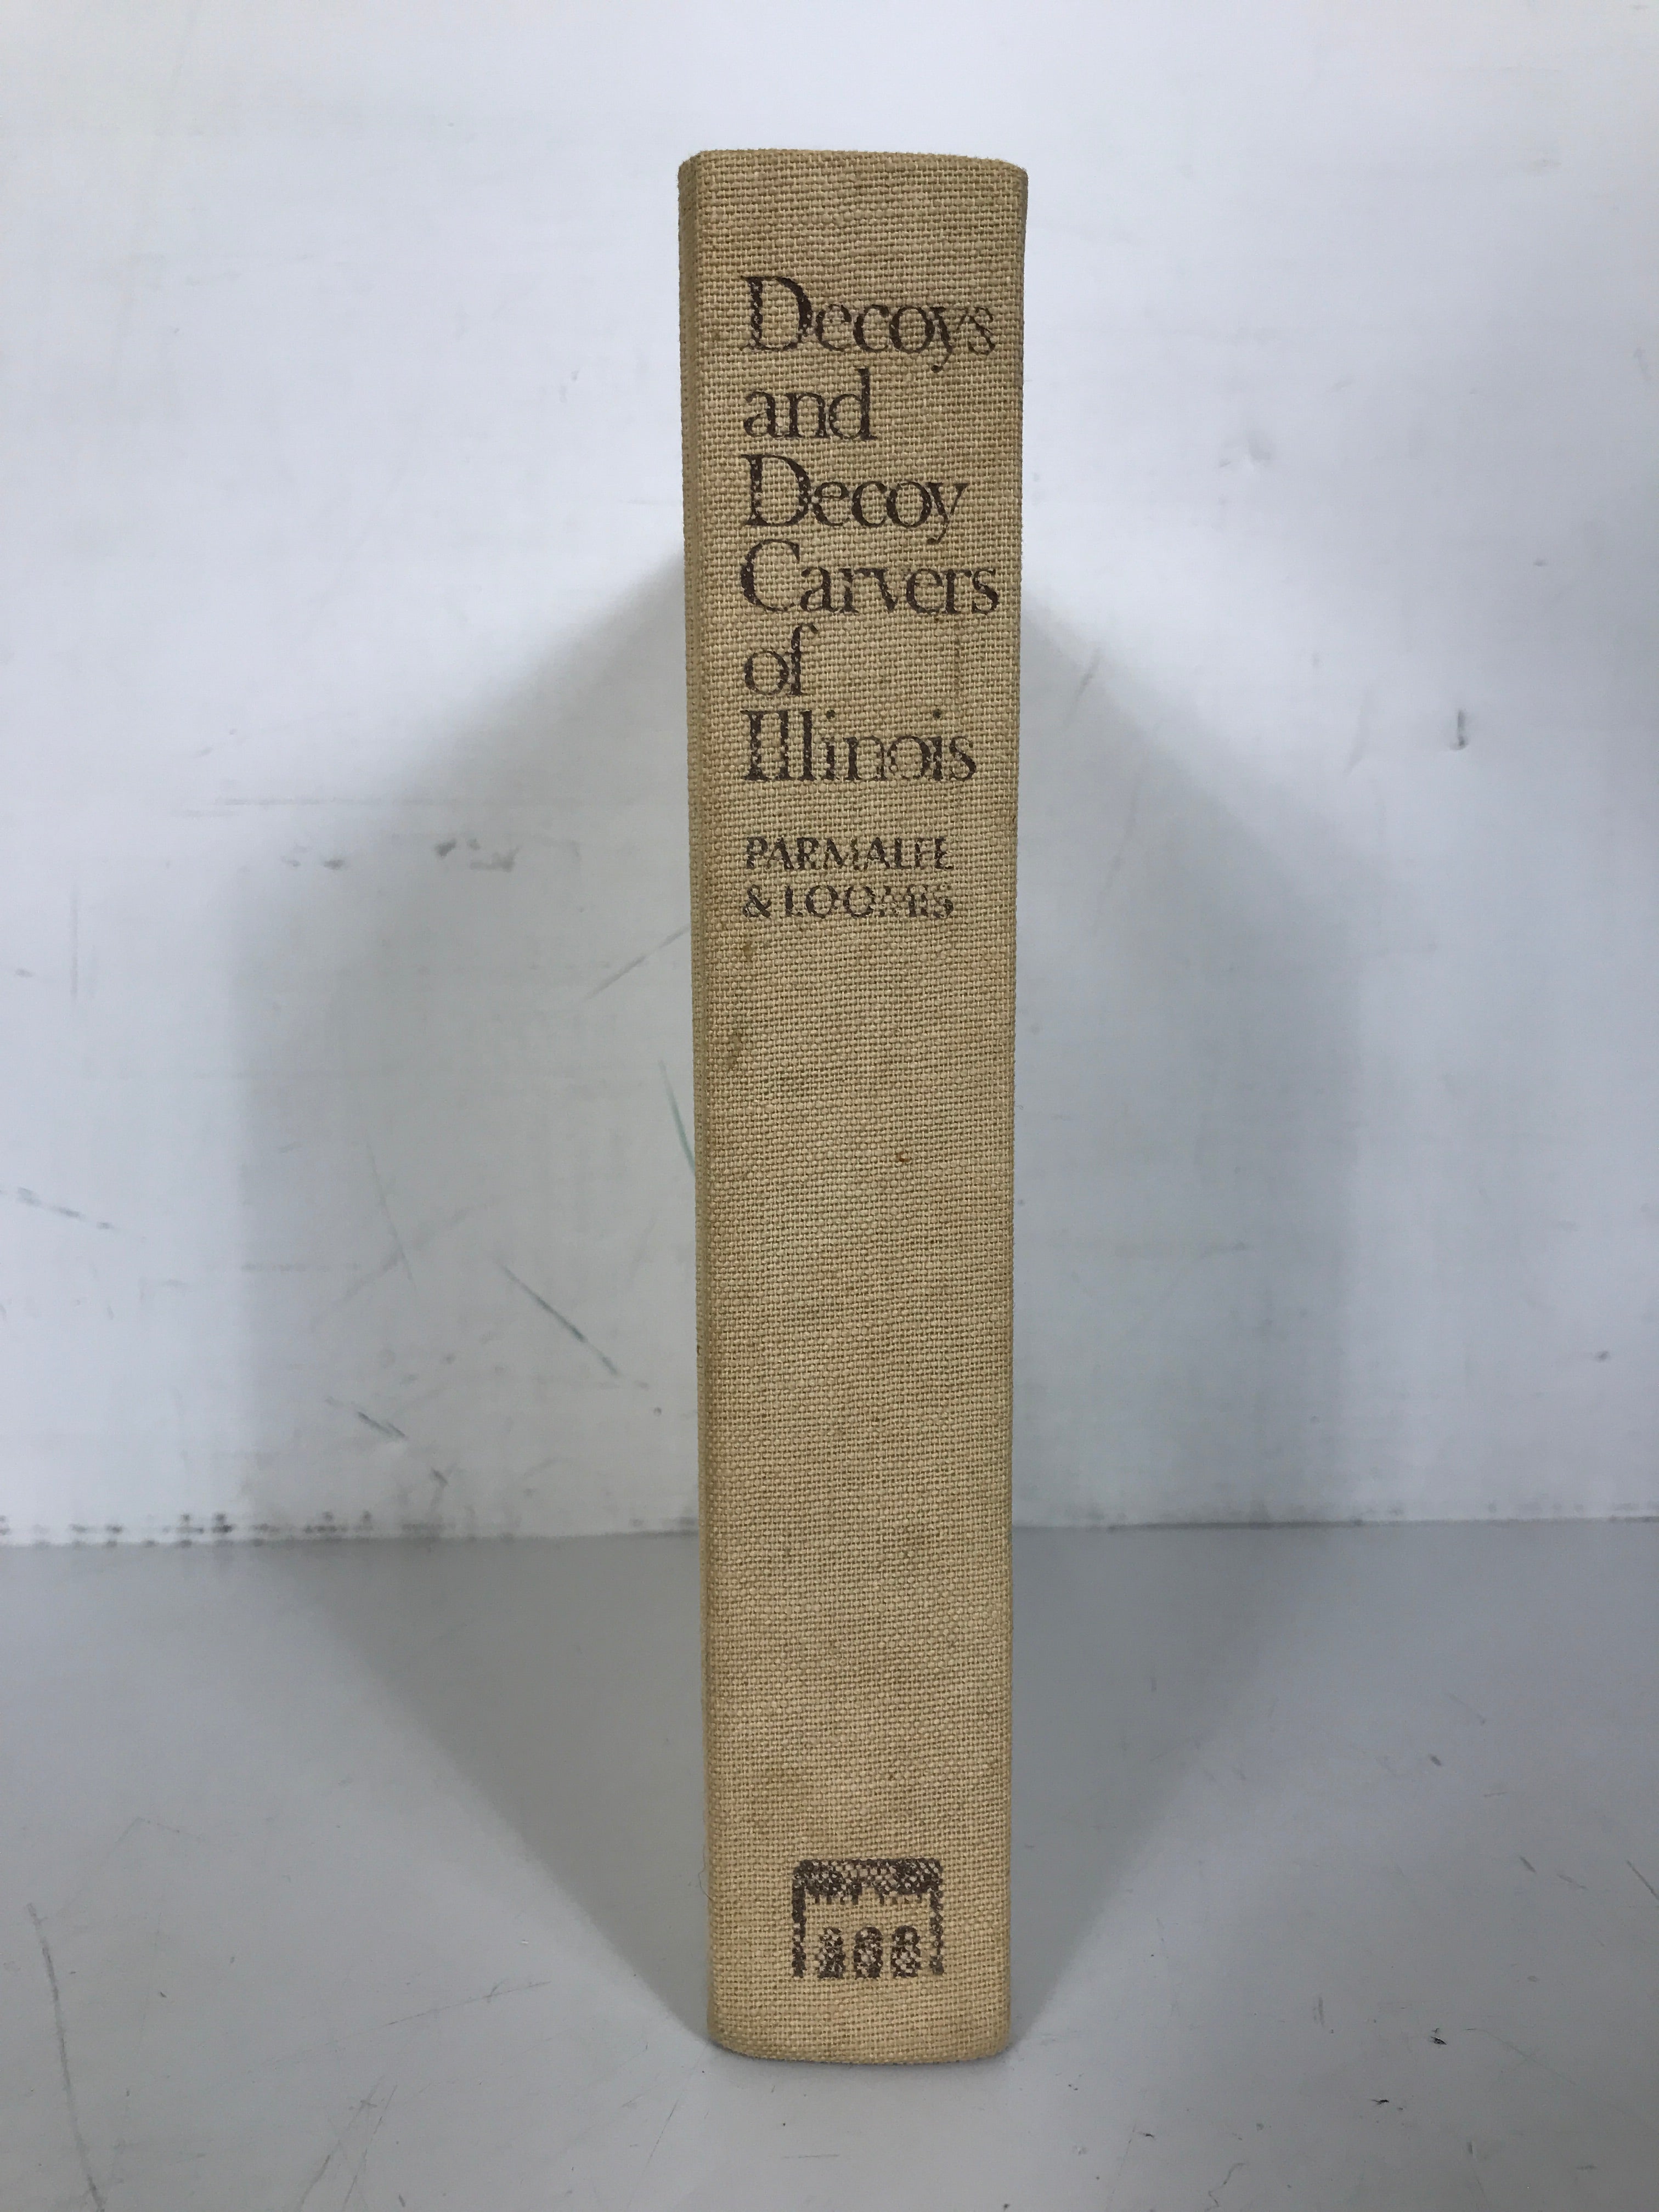 Decoys
and
Decoy
Carvers
of
Illinois
PARMALEE
& LOOMIS